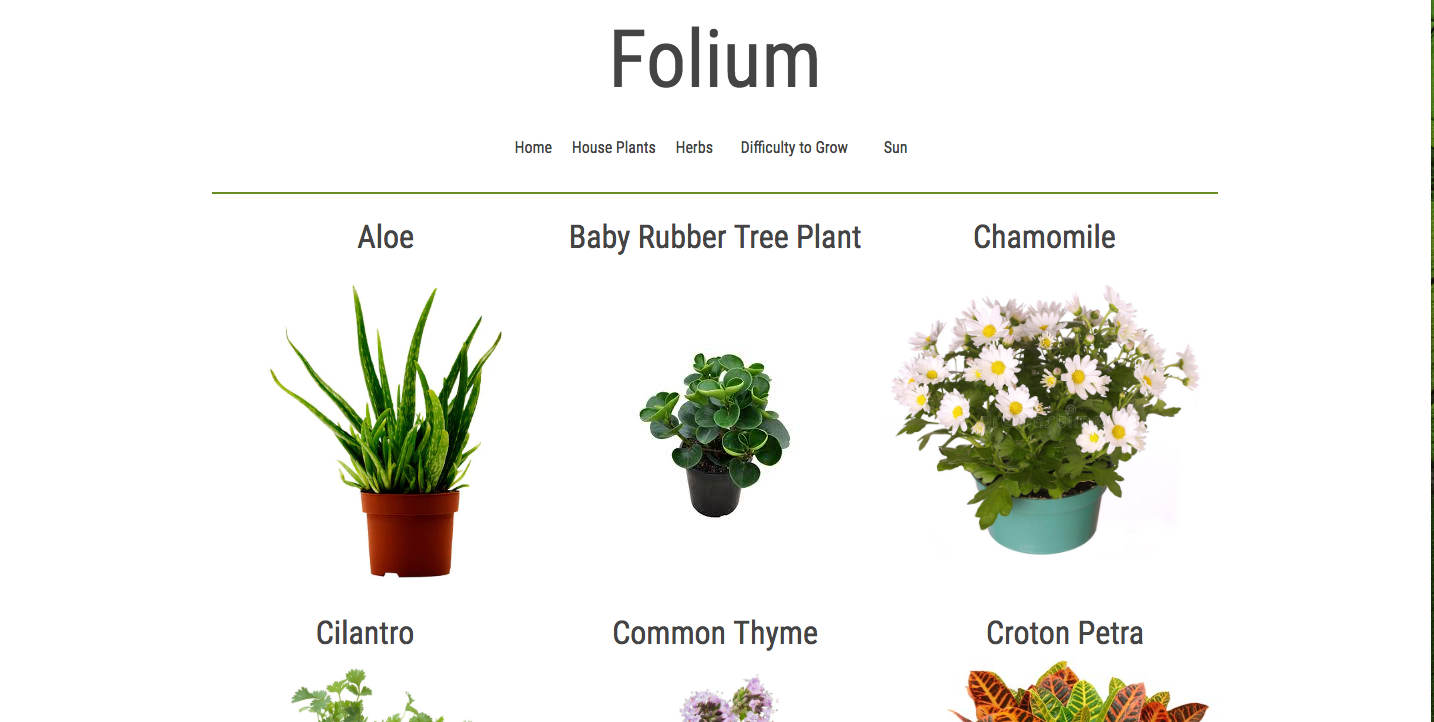 Folium
Home House Plants Herbs Difficulty to Grow Sun
Aloe Baby Rubber Tree Plant Chamomile
Cilantro Common Thyme Croton Petra